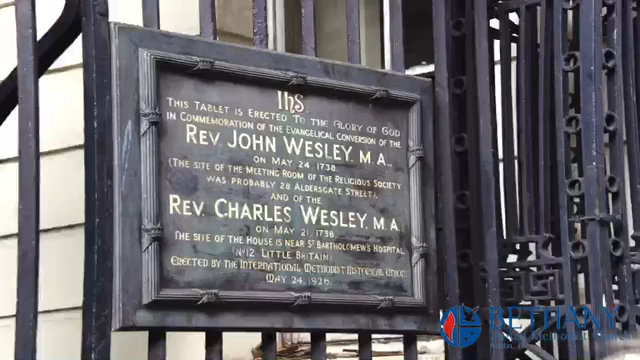 IhS
THIS TABLET IS ERECTED TO THE GLORY OF GOD
IN COMMEMORATION OF THE EVANGELICAL CONVERSION OF THE
REV. JOHN WESLEY. M.A.,
ON MAY 24. 1738.
(THE SITE OF THE MEETING ROOM OF THE RELIGIOUS SOCIETY
WAS PROBABLY 28 ALDERSGATE STREET).
AND OF THE
REV. CHARLES WESLEY. M.A.
ON MAY 21. 1738
THE SITE OF THE HOUSE IS NEAR ST BARTHOLOMEW'S HOSPITAL.
(No 12 LITTLE BRITAIN)
ERECTED BY THE INTERNATIONAL METHODIST HISTORICAL UNION
MAY 24. 1926.
BETHANY